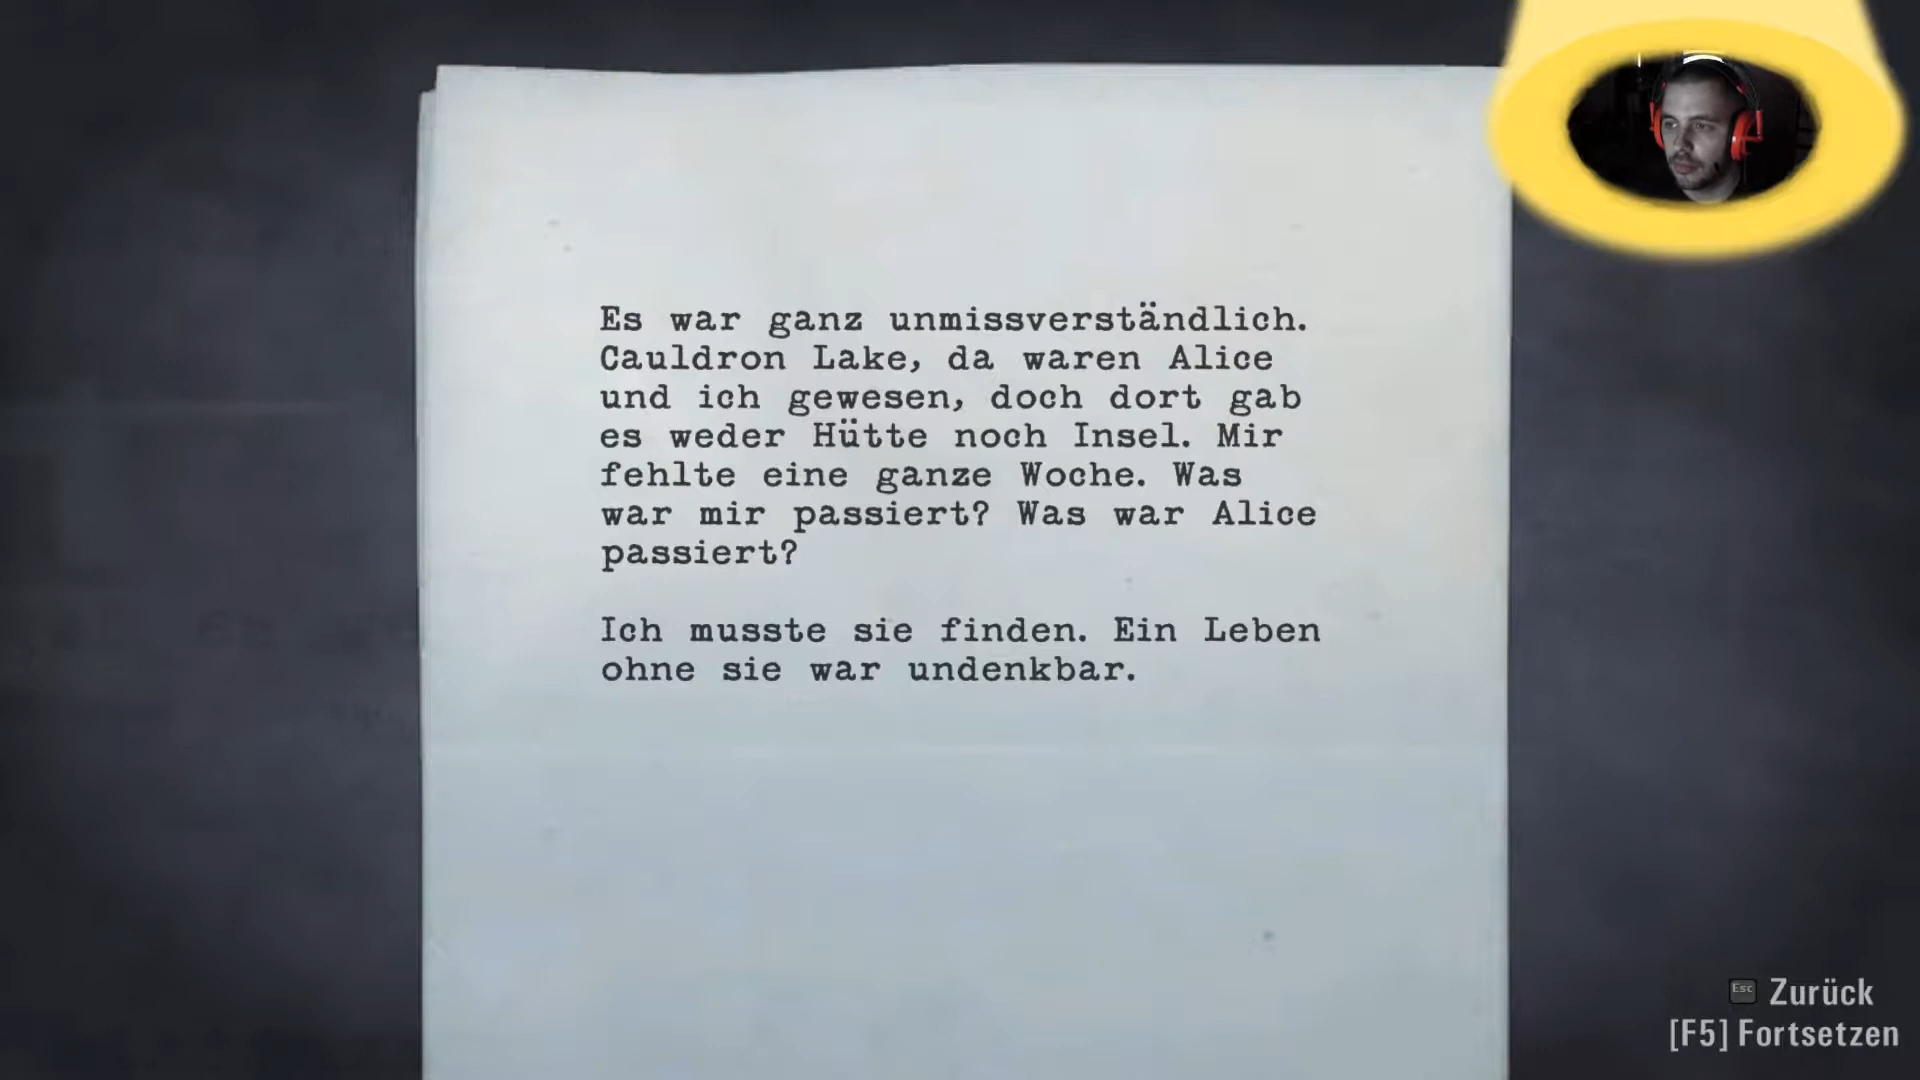 Es war ganz unmissverständlich.
Cauldron Lake, da waren Alice
und ich gewesen, doch dort gab
es weder Hütte noch Insel. Mir
fehlte eine ganze Woche. Was
war mir passiert? Was war Alice
passiert?
Ich musste sie finden. Ein Leben
ohne sie war undenkbar.
Esc Zurück
[F5] Fortsetzen